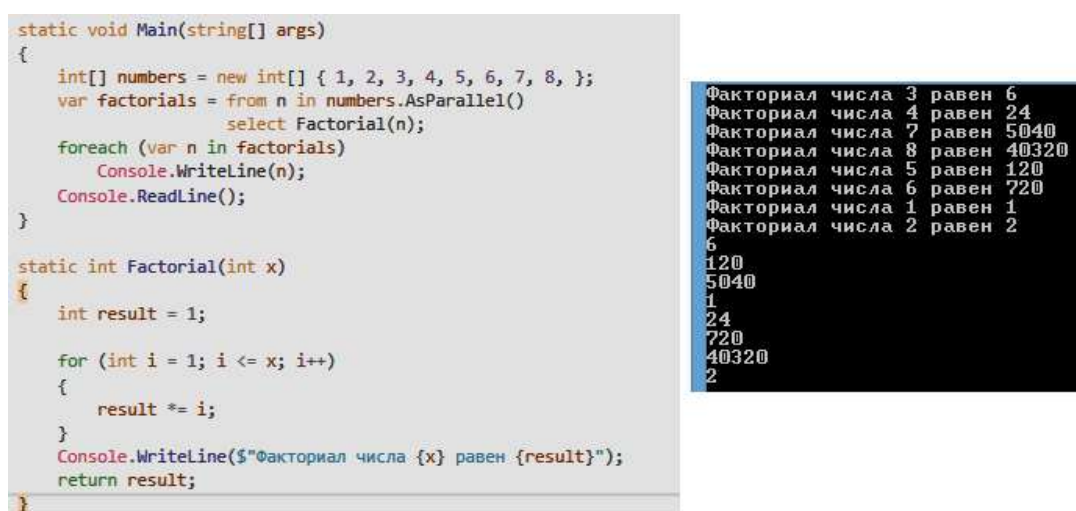 static void Main(string[] args)
{
    int[] numbers = new int[] { 1, 2, 3, 4, 5, 6, 7, 8, };
    var factorials = from n in numbers.AsParallel()
                     select Factorial(n);
    foreach (var n in factorials)
        Console.WriteLine(n);
    Console.ReadLine();
}
static int Factorial(int x)
{
    int result = 1;
    for (int i = 1; i <= x; i++)
    {
        result *= i;
    }
    Console.WriteLine($"Факториал числа {x} равен {result}");
    return result;
}
Факториал числа 3 равен 6
Факториал числа 4 равен 24
Факториал числа 7 равен 5040
Факториал числа 8 равен 40320
Факториал числа 5 равен 120
Факториал числа 6 равен 720
Факториал числа 1 равен 1
Факториал числа 2 равен 2
6
120
5040
1
24
720
40320
2